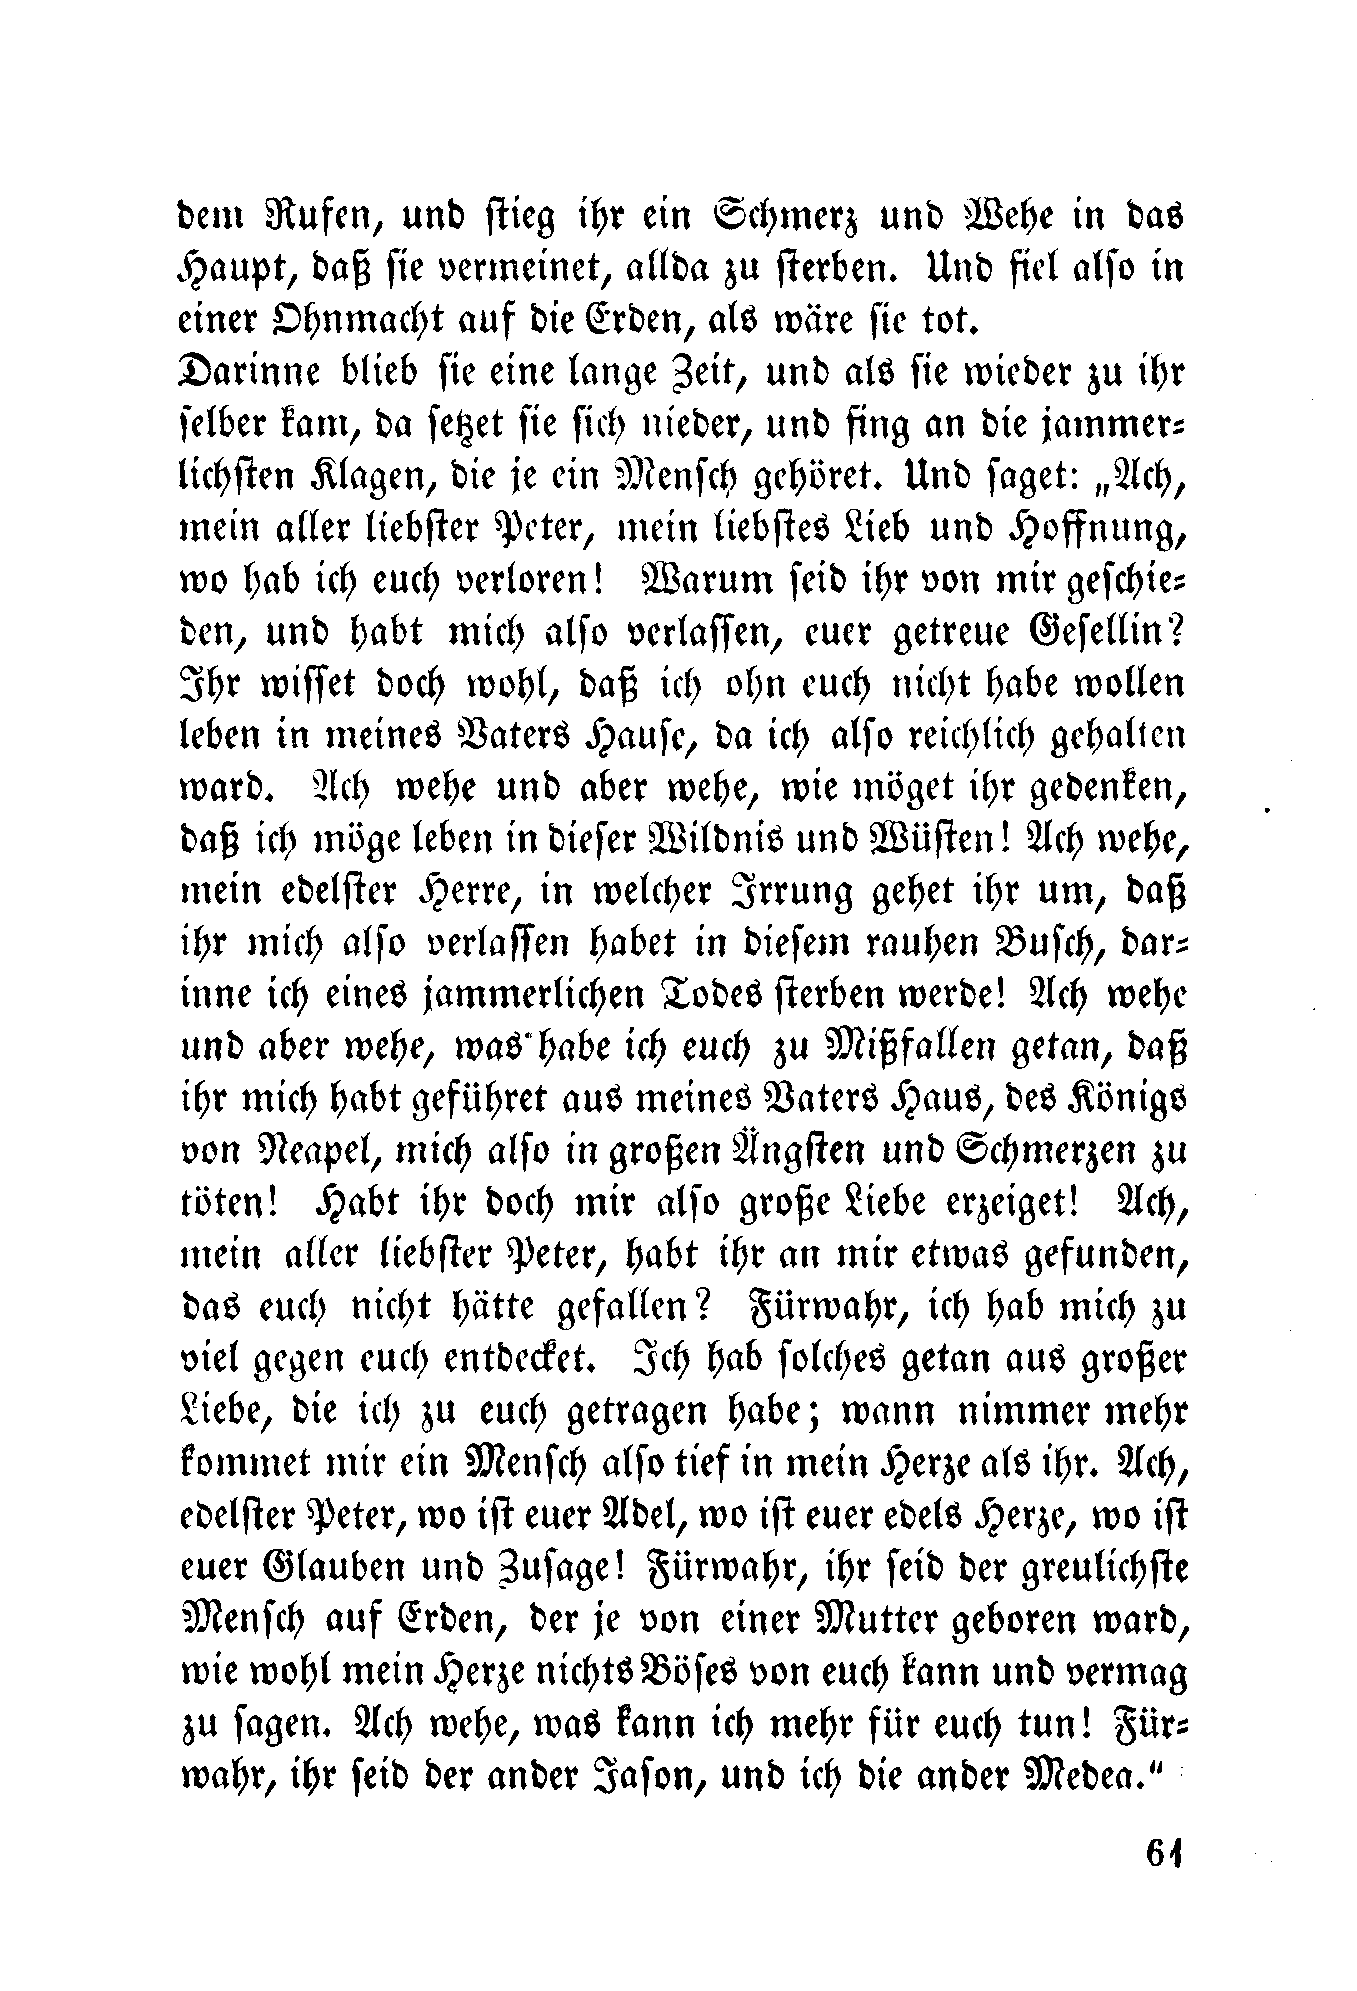 dem Rufen, und stieg ihr ein Schmerz und Wehe in das
Haupt, daß sie vermeinet, allda zu sterben. Und fiel also in
einer Ohnmacht auf die Erden, als wäre sie tot.
Darinne blieb sie eine lange Zeit, und als sie wieder zu ihr
selber kam, da setzet sie sich nieder, und fing an die jammer-
lichsten Klagen, die je ein Mensch gehöret. Und saget: „Ach,
mein aller liebster Peter, mein liebstes Lieb und Hoffnung,
wo hab ich euch verloren! Warum seid ihr von mir geschie-
den, und habt mich also verlassen, euer getreue Gesellin?
Ihr wisset doch wohl, daß ich ohn euch nicht habe wollen
leben in meines Vaters Hause, da ich also reichlich gehalten
ward. Ach wehe und aber wehe, wie möget ihr gedenken,
daß ich möge leben in dieser Wildnis und Wüsten! Ach wehe,
mein edelster Herre, in welcher Irrung gehet ihr um, daß
ihr mich also verlassen habet in diesem rauhen Busch, dar-
inne ich eines jammerlichen Todes sterben werde! Ach wehe
und aber wehe, was habe ich euch zu Mißfallen getan, daß
ihr mich habt geführet aus meines Vaters Haus, des Königs
von Neapel, mich also in großen Ängsten und Schmerzen zu
töten! Habt ihr doch mir also große Liebe erzeiget! Ach,
mein aller liebster Peter, habt ihr an mir etwas gefunden,
das euch nicht hätte gefallen? Fürwahr, ich hab mich zu
viel gegen euch entdecket. Ich hab solches getan aus großer
Liebe, die ich zu euch getragen habe; wann nimmer mehr
kommet mir ein Mensch also tief in mein Herze als ihr. Ach,
edelster Peter, wo ist euer Adel, wo ist euer edels Herze, wo ist
euer Glauben und Zusage! Fürwahr, ihr seid der greulichste
Mensch auf Erden, der je von einer Mutter geboren ward,
wie wohl mein Herze nichts Böses von euch kann und vermag
zu sagen. Ach wehe, was kann ich mehr für euch tun! Für-
wahr, ihr seid der ander Jason, und ich die ander Medea.“
61